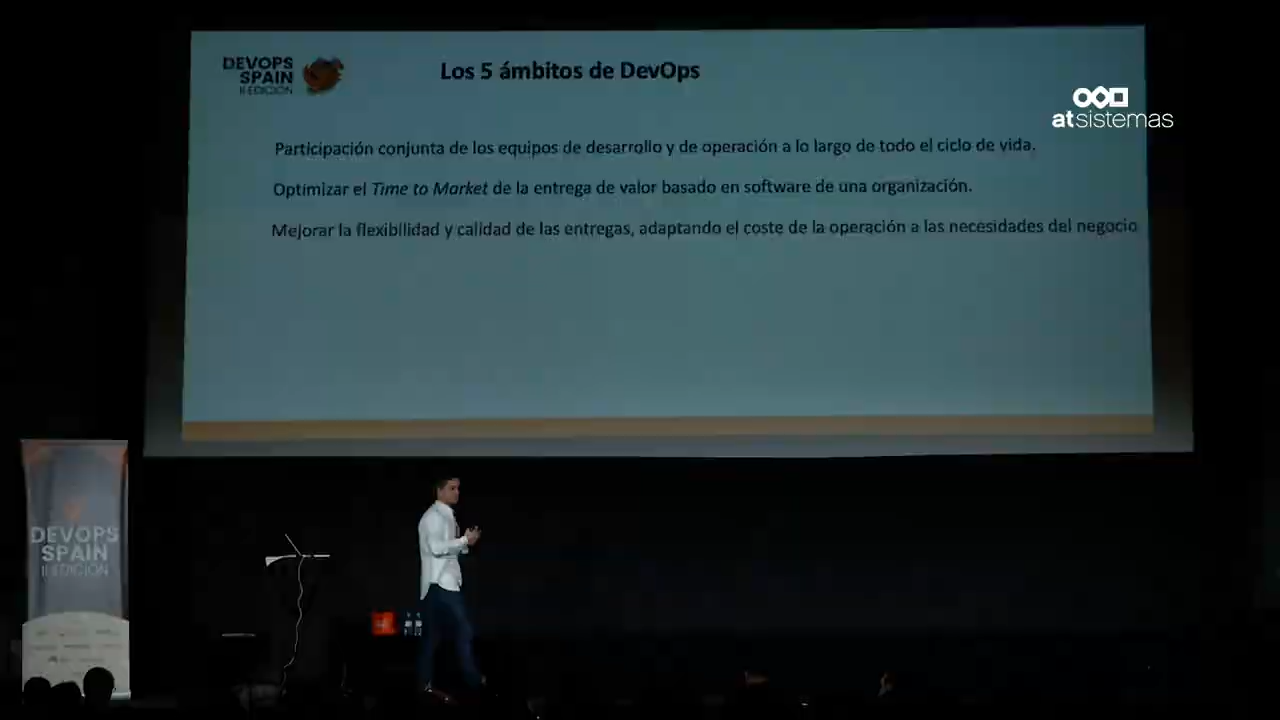 DEVOPS
SPAIN
II EDICIÓN
Los 5 ámbitos de DevOps
atsistemas
Participación conjunta de los equipos de desarrollo y de operación a lo largo de todo el ciclo de vida.
Optimizar el Time to Market de la entrega de valor basado en software de una organización.
Mejorar la flexibilidad y calidad de las entregas, adaptando el coste de la operación a las necesidades del negocio
DEVOPS
SPAIN
II EDICIÓN